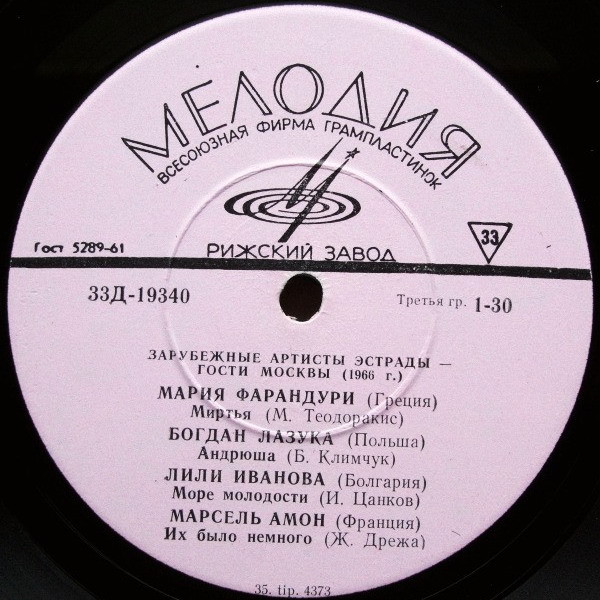 МЕЛОДИЯ
ВСЕСОЮЗНАЯ ФИРМА ГРАМПЛАСТИНОК
Гост 5289-61
РИЖСКИЙ ЗАВОД
33
33Д-19340
Третья гр. 1-30
ЗАРУБЕЖНЫЕ АРТИСТЫ ЭСТРАДЫ —
ГОСТИ МОСКВЫ (1966 г.)
МАРИЯ ФАРАНДУРИ (Греция)
Миртья (М. Теодоракис)
БОГДАН ЛАЗУКА (Польша)
Андрюша (Б. Климчук)
ЛИЛИ ИВАНОВА (Болгария)
Море молодости (И. Цанков)
МАРСЕЛЬ АМОН (Франция)
Их было немного (Ж. Дрежа)
35. tip. 4373